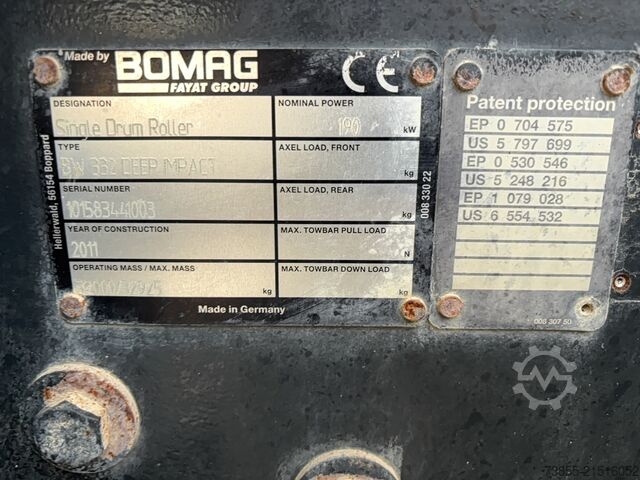 Made by BOMAG
FAYAT GROUP
CE
DESIGNATION
Single Drum Roller
NOMINAL POWER
190 kW
TYPE
BW 332 DEEP IMPACT
AXEL LOAD, FRONT
kg
SERIAL NUMBER
101583441003
AXEL LOAD, REAR
kg
YEAR OF CONSTRUCTION
2011
MAX. TOWBAR PULL LOAD
N
OPERATING MASS / MAX. MASS
kg
MAX. TOWBAR DOWN LOAD
kg
Made in Germany
Hellerwald, 56154 Boppard
008 330 22
Patent protection
EP 0 704 575
US 5 797 699
EP 0 530 546
US 5 248 216
EP 1 079 028
US 6 554 532
008 307 50
73955-21516052